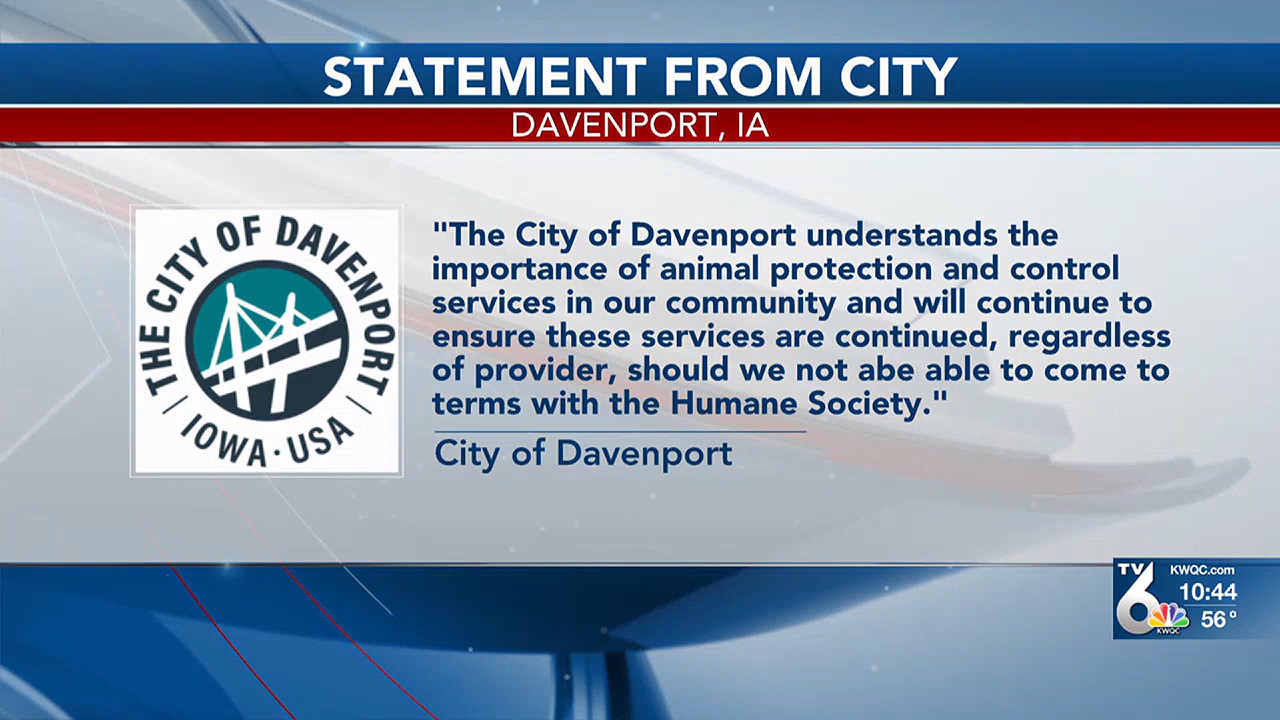 STATEMENT FROM CITY
DAVENPORT, IA
THE CITY OF DAVENPORT
IOWA · USA
"The City of Davenport understands the
importance of animal protection and control
services in our community and will continue to
ensure these services are continued, regardless
of provider, should we not abe able to come to
terms with the Humane Society."
City of Davenport
TV6
KWQC.com
10:44
56°
KWQC